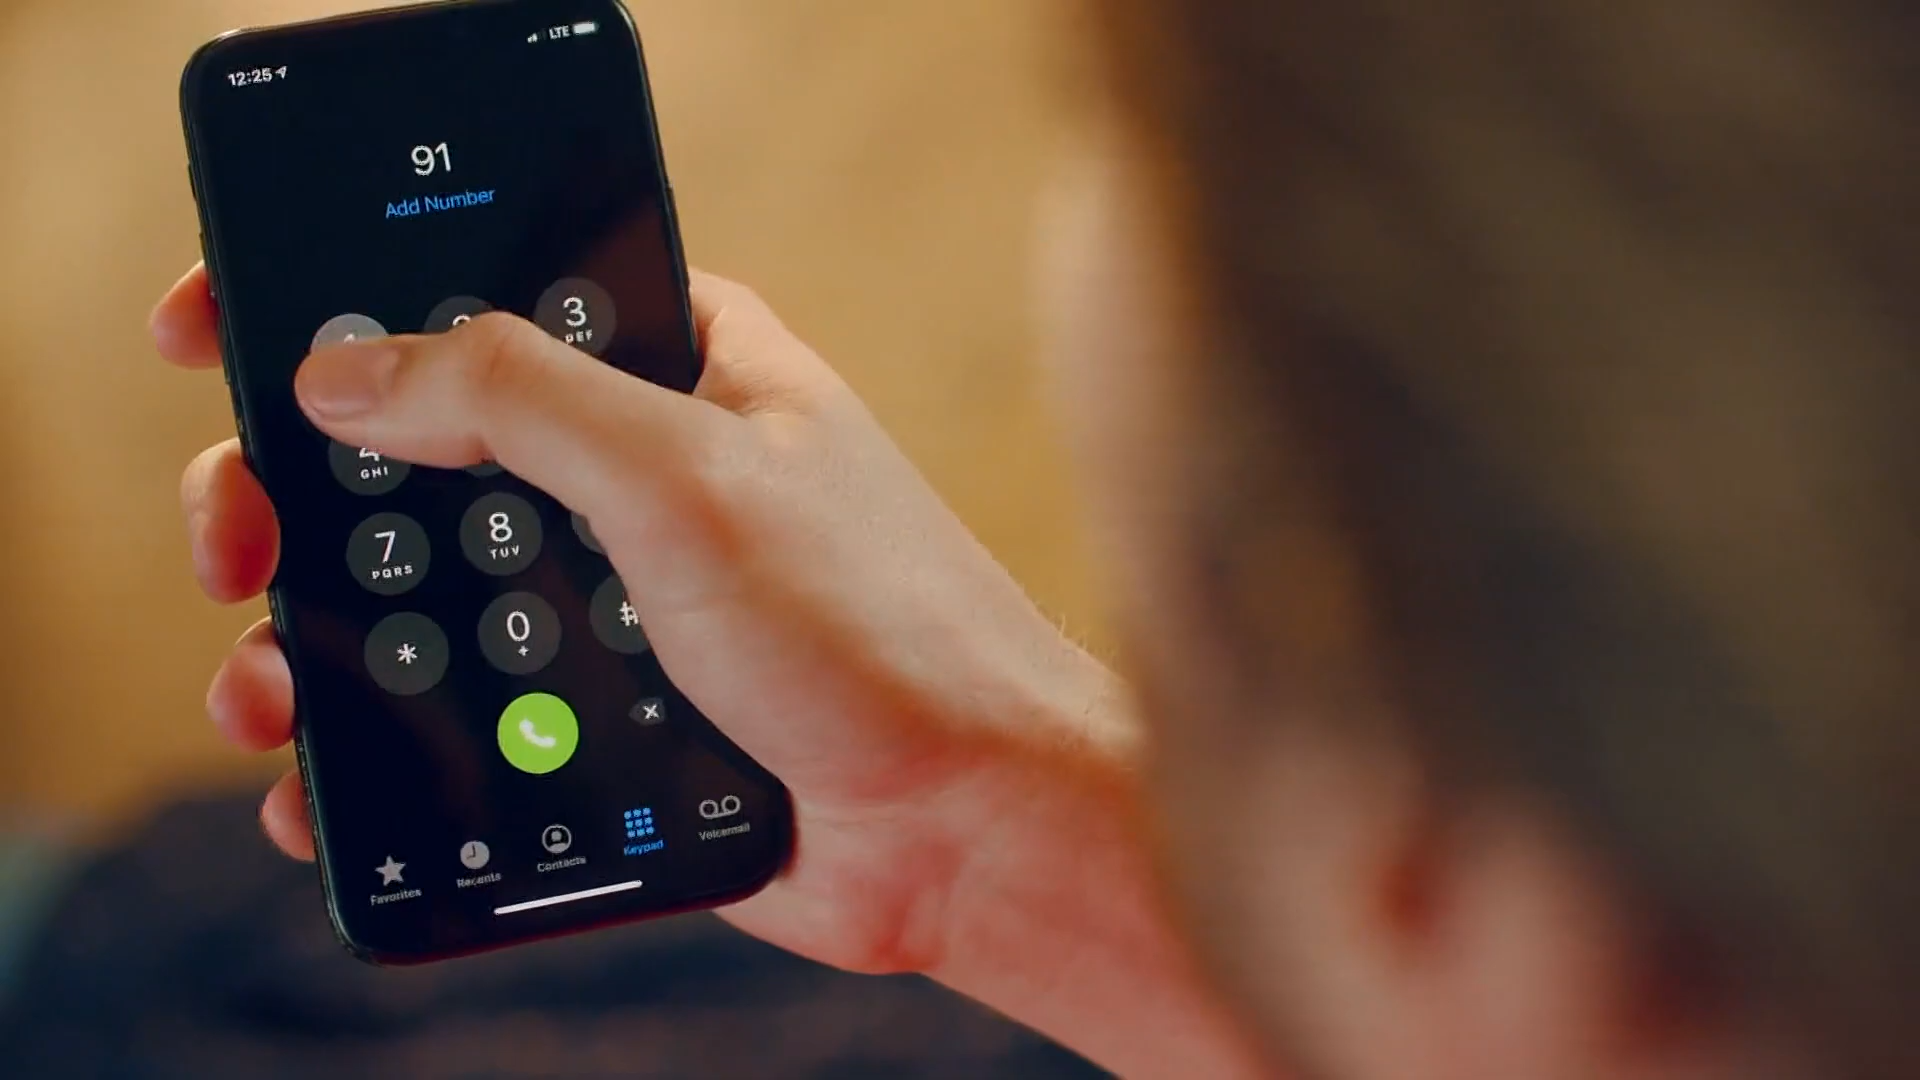 12:25
LTE
91
Add Number
3
DEF
4
GHI
7
PQRS
8
TUV
*
0
+
#
Favorites
Recents
Contacts
Keypad
Voicemail